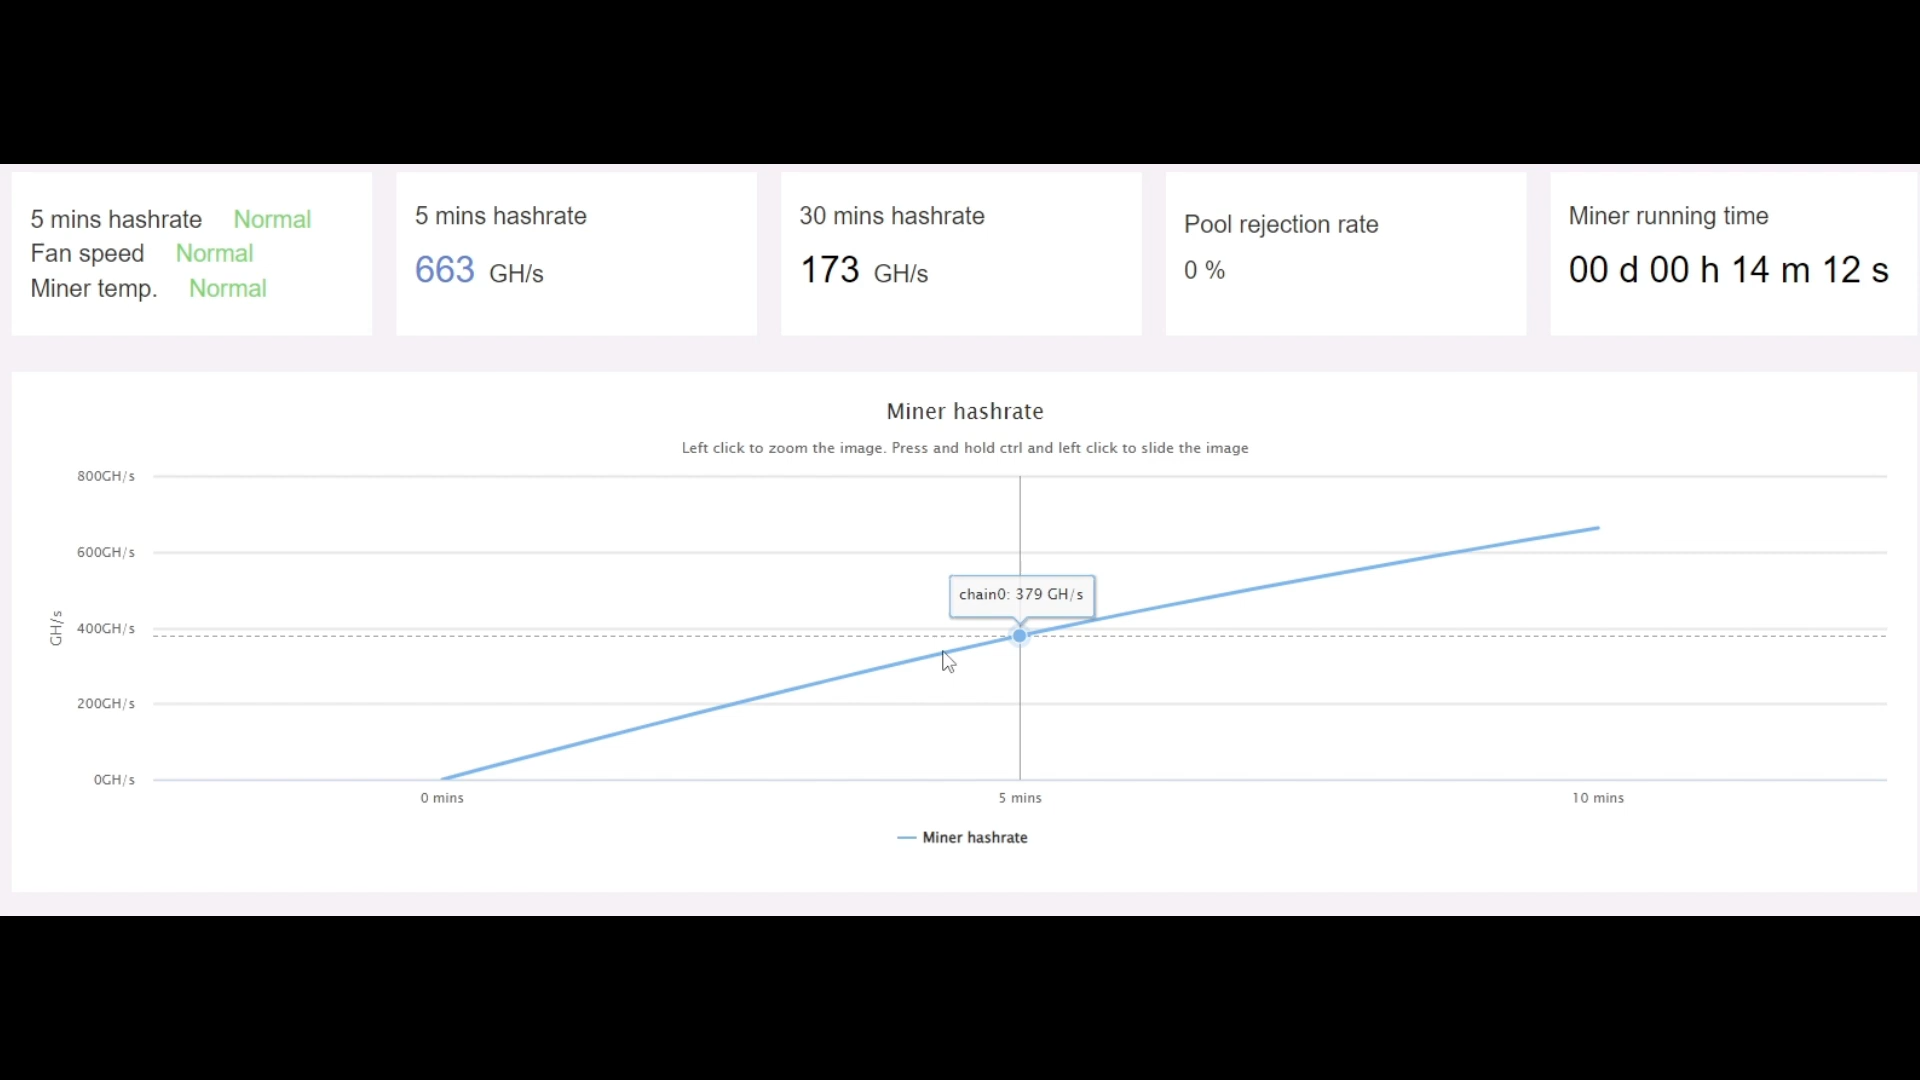 5 mins hashrate Normal
Fan speed Normal
Miner temp. Normal
5 mins hashrate
663 GH/s
30 mins hashrate
173 GH/s
Pool rejection rate
0 %
Miner running time
00 d 00 h 14 m 12 s
Miner hashrate
Left click to zoom the image. Press and hold ctrl and left click to slide the image
800GH/s
600GH/s
400GH/s
200GH/s
0GH/s
GH/s
chain0: 379 GH/s
0 mins
5 mins
10 mins
Miner hashrate